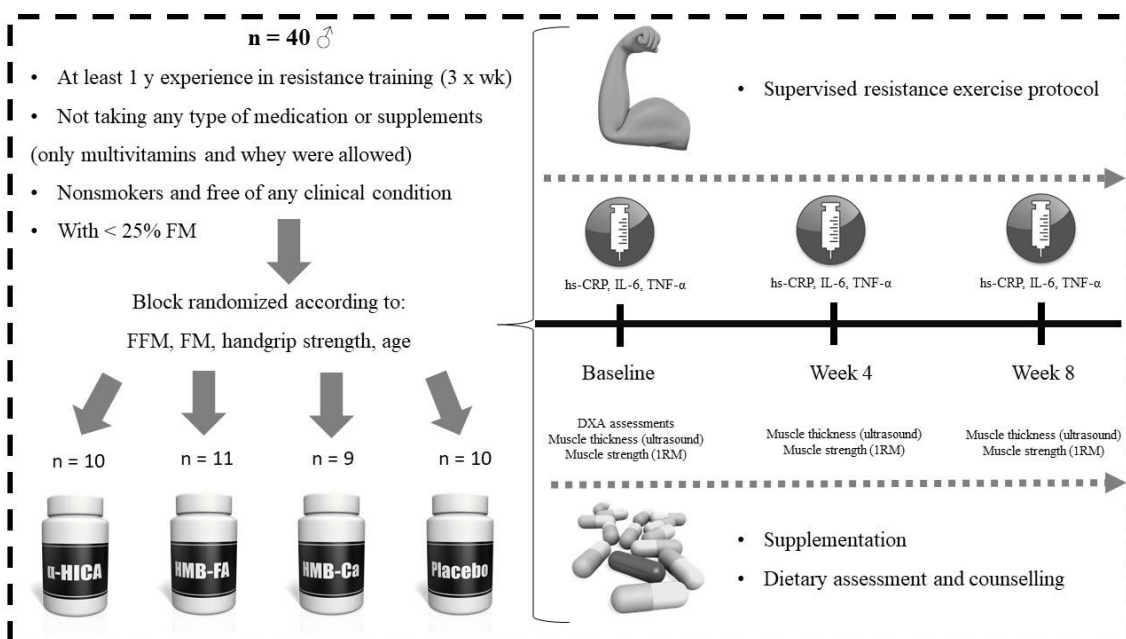 n = 40 ♂
• At least 1 y experience in resistance training (3 x wk)
• Not taking any type of medication or supplements
(only multivitamins and whey were allowed)
• Nonsmokers and free of any clinical condition
• With < 25% FM
Block randomized according to:
FFM, FM, handgrip strength, age
n = 10
n = 11
n = 9
n = 10
α-HICA
HMB-FA
HMB-Ca
Placebo
• Supervised resistance exercise protocol
hs-CRP, IL-6, TNF-α
hs-CRP, IL-6, TNF-α
hs-CRP, IL-6, TNF-α
Baseline
Week 4
Week 8
DXA assessments
Muscle thickness (ultrasound)
Muscle strength (1RM)
Muscle thickness (ultrasound)
Muscle strength (1RM)
Muscle thickness (ultrasound)
Muscle strength (1RM)
• Supplementation
• Dietary assessment and counselling